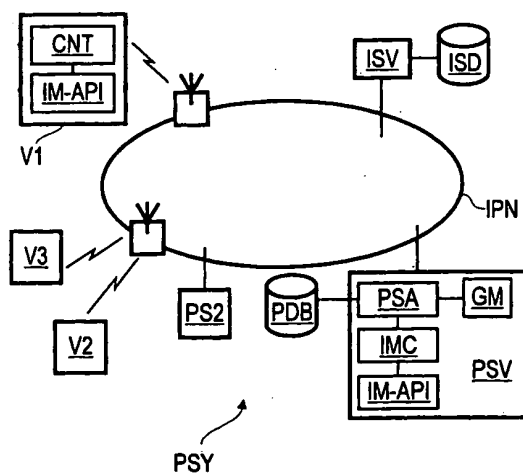 CNT
IM-API
V1
ISV
ISD
IPN
V3
V2
PS2
PDB
PSA
GM
IMC
IM-API
PSV
PSY